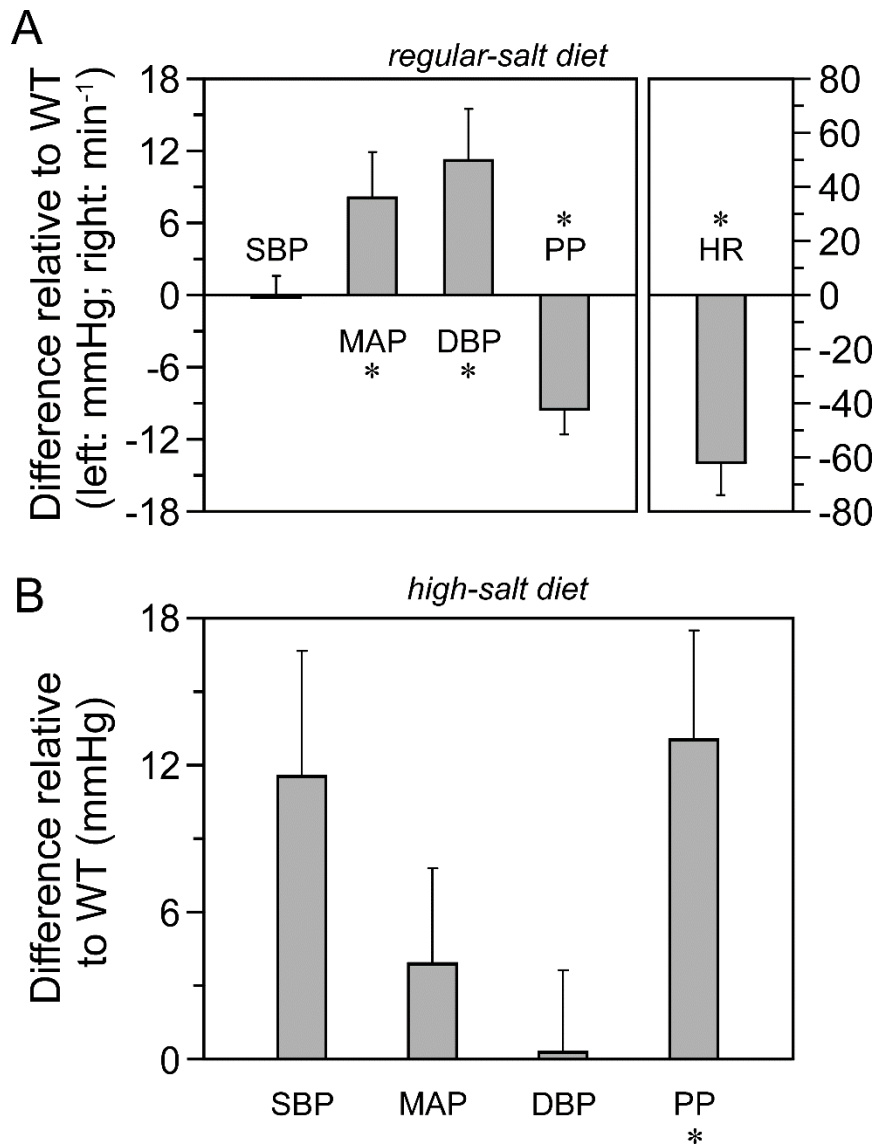 A
regular-salt diet
Difference relative to WT
(left: mmHg; right: min⁻¹)
18
12
6
0
-6
-12
-18
SBP
MAP
*
DBP
*
*
PP
*
HR
80
60
40
20
0
-20
-40
-60
-80
B
high-salt diet
Difference relative
to WT (mmHg)
18
12
6
0
SBP
MAP
DBP
PP
*